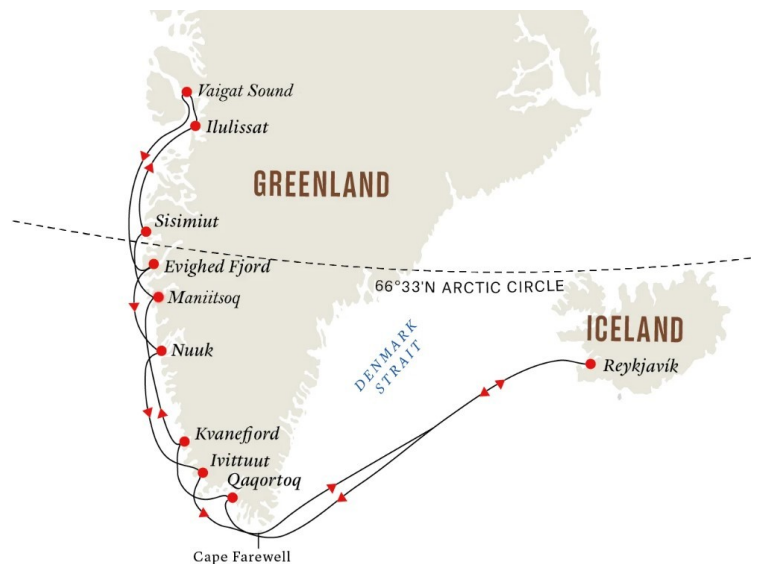 Vaigat Sound
Ilulissat
GREENLAND
Sisimiut
Evighed Fjord
66°33'N ARCTIC CIRCLE
Maniitsoq
ICELAND
DENMARK
STRAIT
Nuuk
Reykjavík
Kvanefjord
Ivittuut
Qaqortoq
Cape Farewell